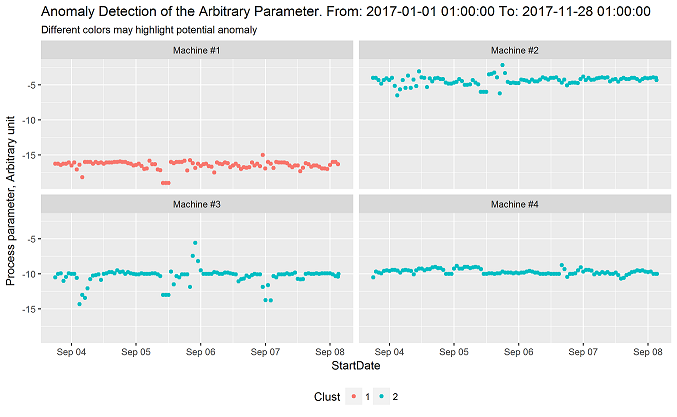 Anomaly Detection of the Arbitrary Parameter. From: 2017-01-01 01:00:00 To: 2017-11-28 01:00:00
Different colors may highlight potential anomaly
Machine #1
Machine #2
-5
-10
-15
Machine #3
Machine #4
-5
-10
-15
Sep 04
Sep 05
Sep 06
Sep 07
Sep 08
Sep 04
Sep 05
Sep 06
Sep 07
Sep 08
Process parameter, Arbitrary unit
StartDate
Clust
1
2